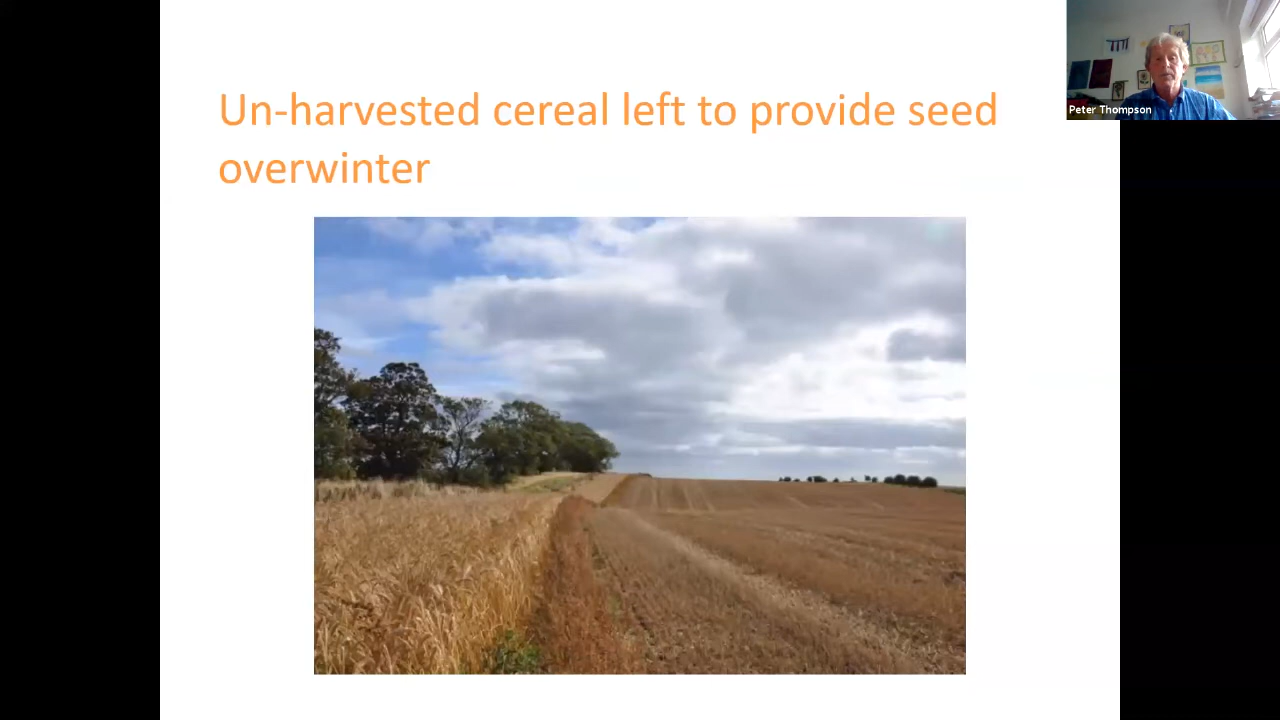 Un-harvested cereal left to provide seed
overwinter
Peter Thompson